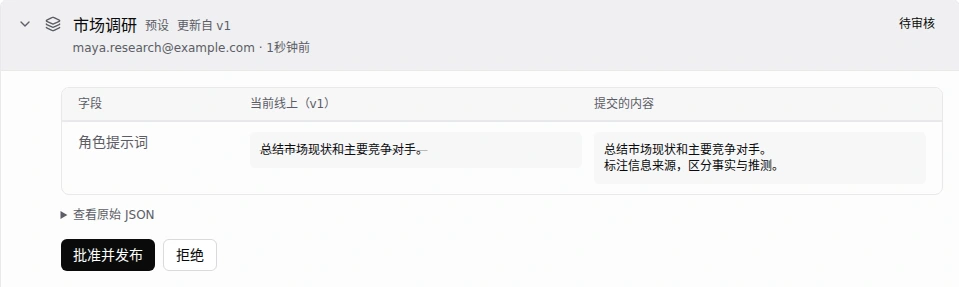 市场调研 预设 更新自 v1 待审核
maya.research@example.com · 1秒钟前
字段 当前线上（v1） 提交的内容
角色提示词 总结市场现状和主要竞争对手。 总结市场现状和主要竞争对手。
标注信息来源，区分事实与推测。
查看原始 JSON
批准并发布 拒绝